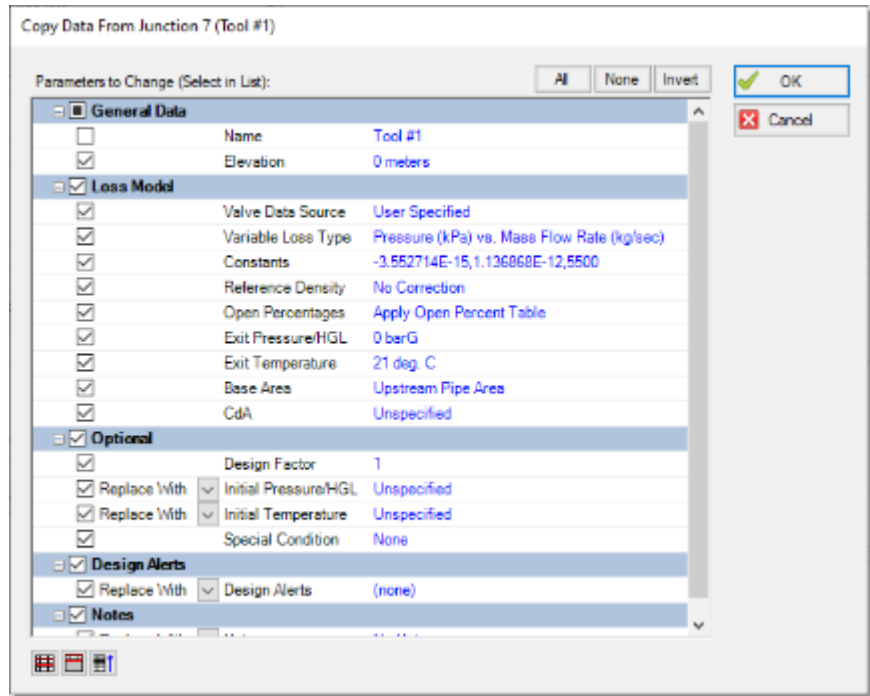 Copy Data From Junction 7 (Tool #1)
Parameters to Change (Select in List):
All None Invert
OK
Cancel
General Data
Name Tool #1
Elevation 0 meters
Loss Model
Valve Data Source User Specified
Variable Loss Type Pressure (kPa) vs. Mass Flow Rate (kg/sec)
Constants -3.552714E-15,1.136868E-12,5500
Reference Density No Correction
Open Percentages Apply Open Percent Table
Exit Pressure/HGL 0 barG
Exit Temperature 21 deg. C
Base Area Upstream Pipe Area
CdA Unspecified
Optional
Design Factor 1
Replace With Initial Pressure/HGL Unspecified
Replace With Initial Temperature Unspecified
Special Condition None
Design Alerts
Replace With Design Alerts (none)
Notes